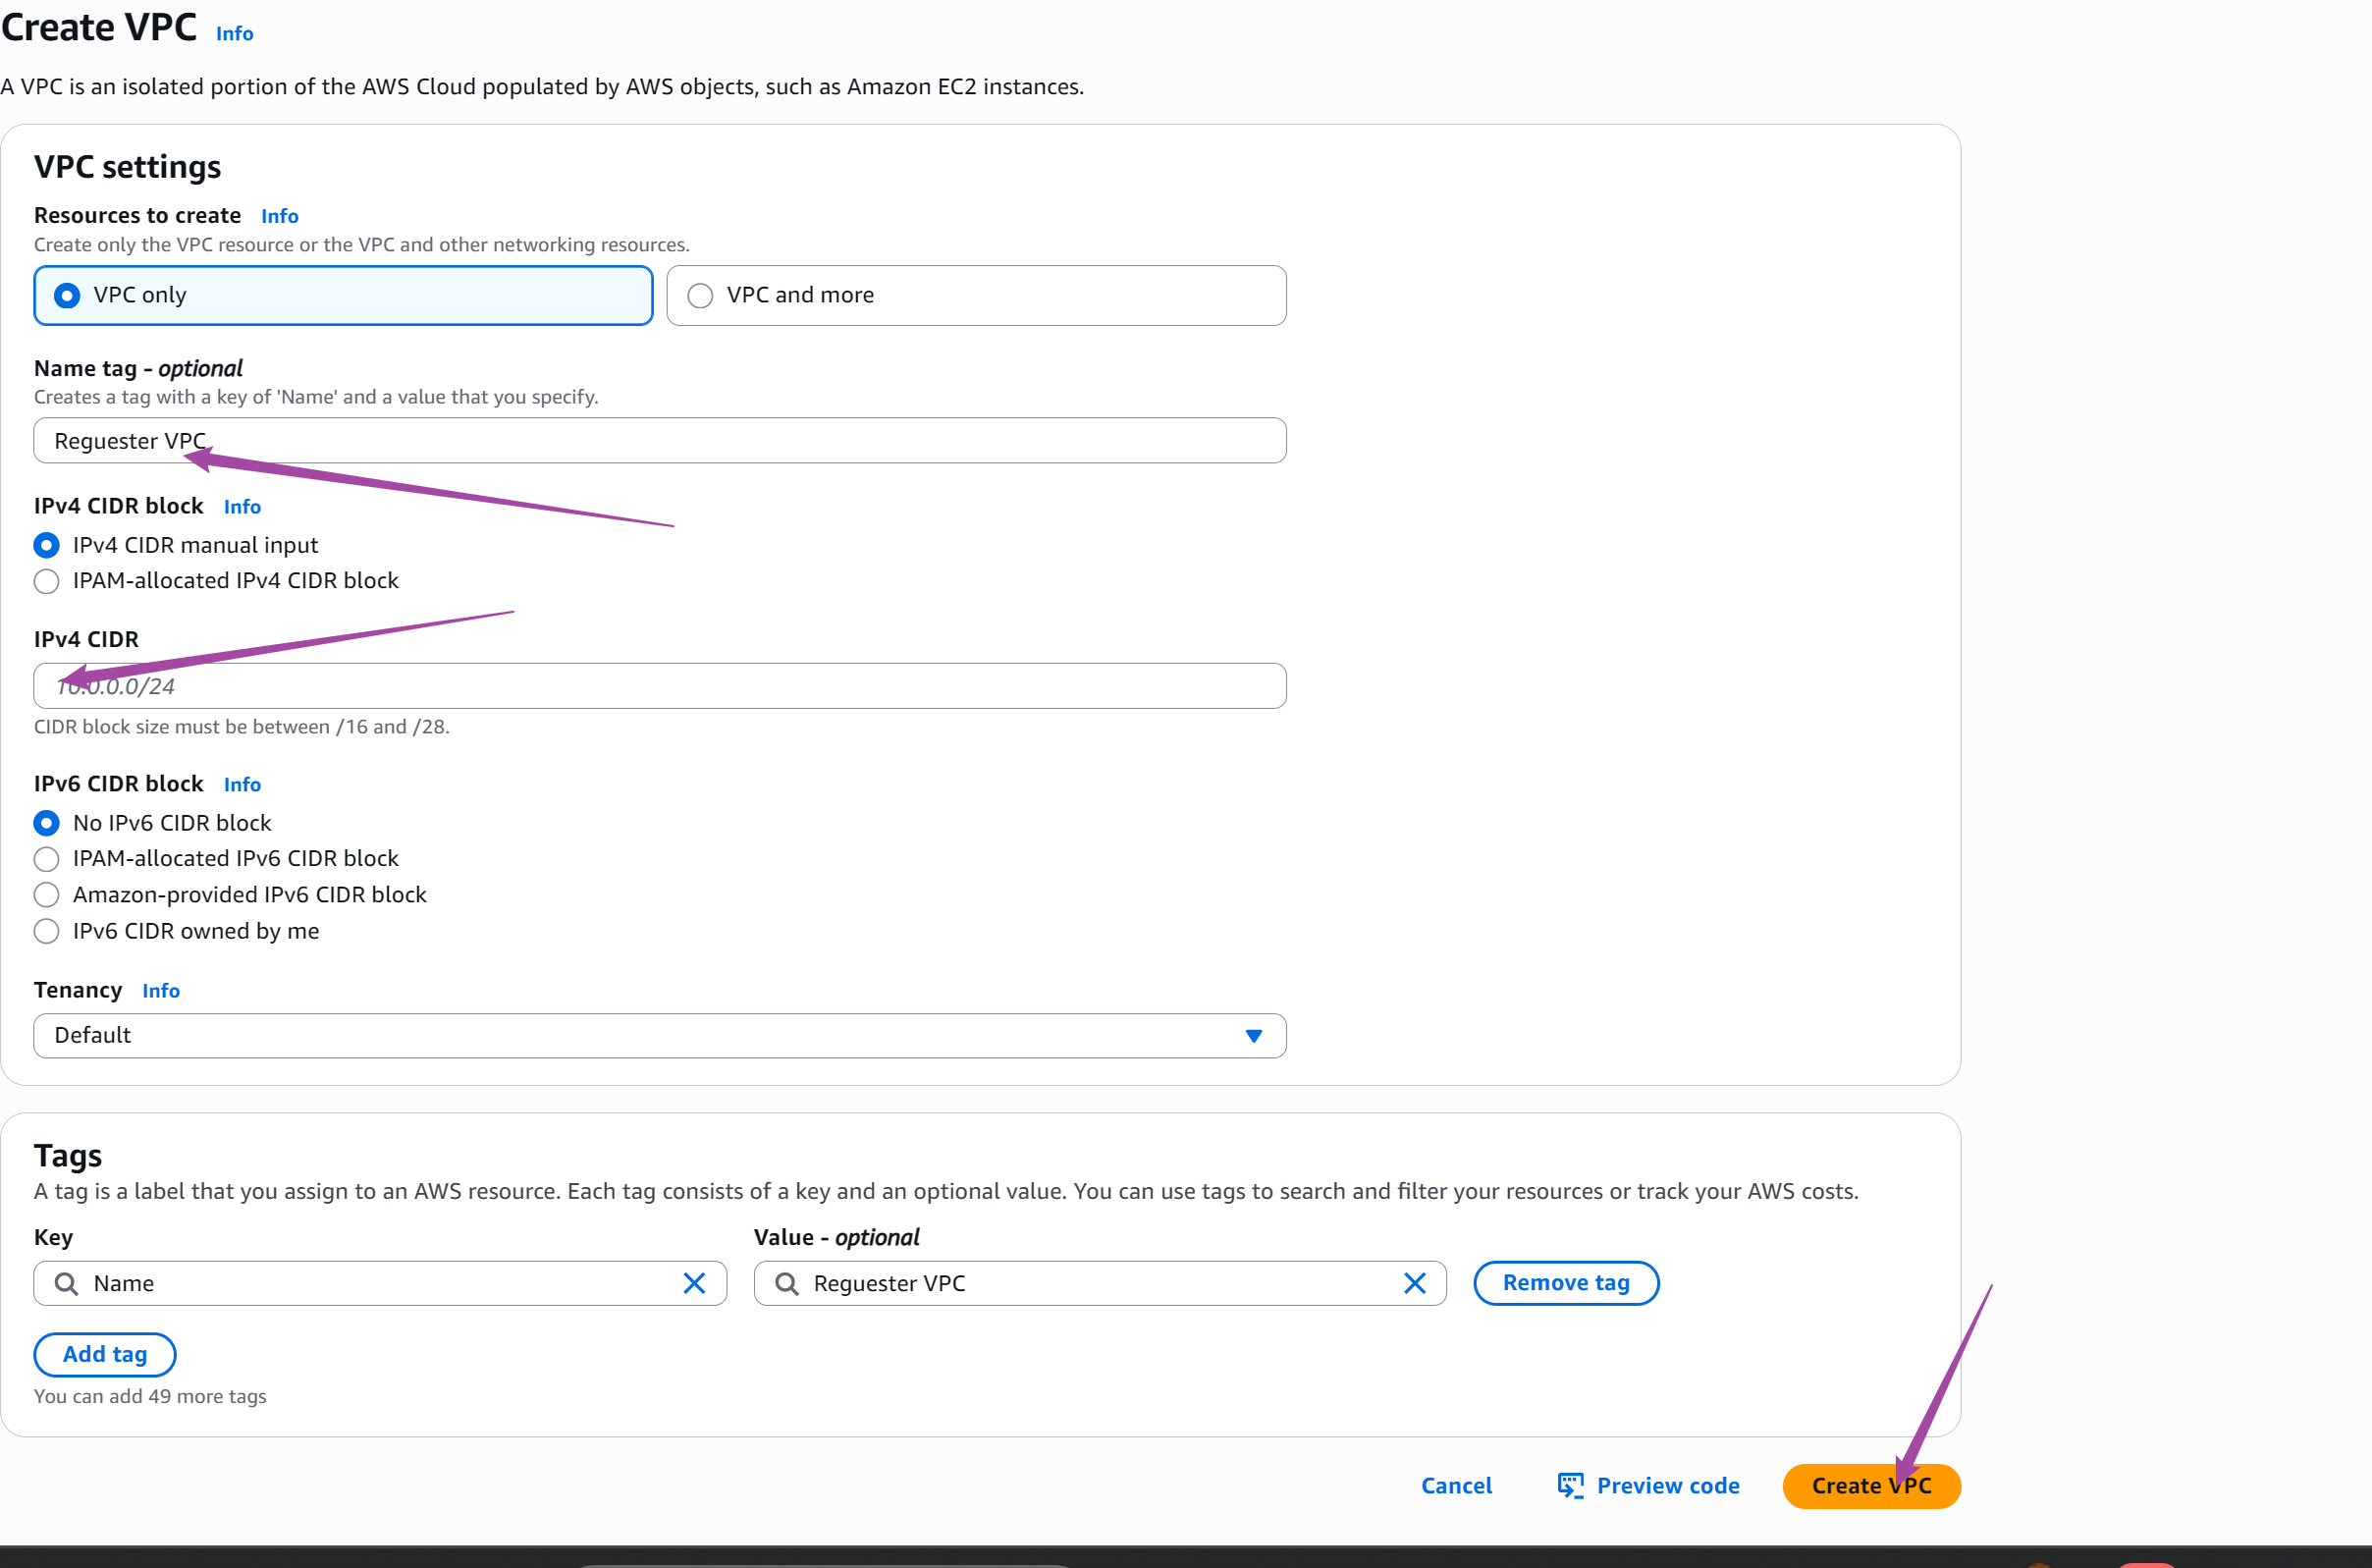 Create VPC Info
A VPC is an isolated portion of the AWS Cloud populated by AWS objects, such as Amazon EC2 instances.
VPC settings
Resources to create Info
Create only the VPC resource or the VPC and other networking resources.
VPC only
VPC and more
Name tag - optional
Creates a tag with a key of 'Name' and a value that you specify.
Reguester VPC
IPv4 CIDR block Info
IPv4 CIDR manual input
IPAM-allocated IPv4 CIDR block
IPv4 CIDR
10.0.0.0/24
CIDR block size must be between /16 and /28.
IPv6 CIDR block Info
No IPv6 CIDR block
IPAM-allocated IPv6 CIDR block
Amazon-provided IPv6 CIDR block
IPv6 CIDR owned by me
Tenancy Info
Default
Tags
A tag is a label that you assign to an AWS resource. Each tag consists of a key and an optional value. You can use tags to search and filter your resources or track your AWS costs.
Key
Value - optional
Name
Reguester VPC
Remove tag
Add tag
You can add 49 more tags
Cancel
Preview code
Create VPC